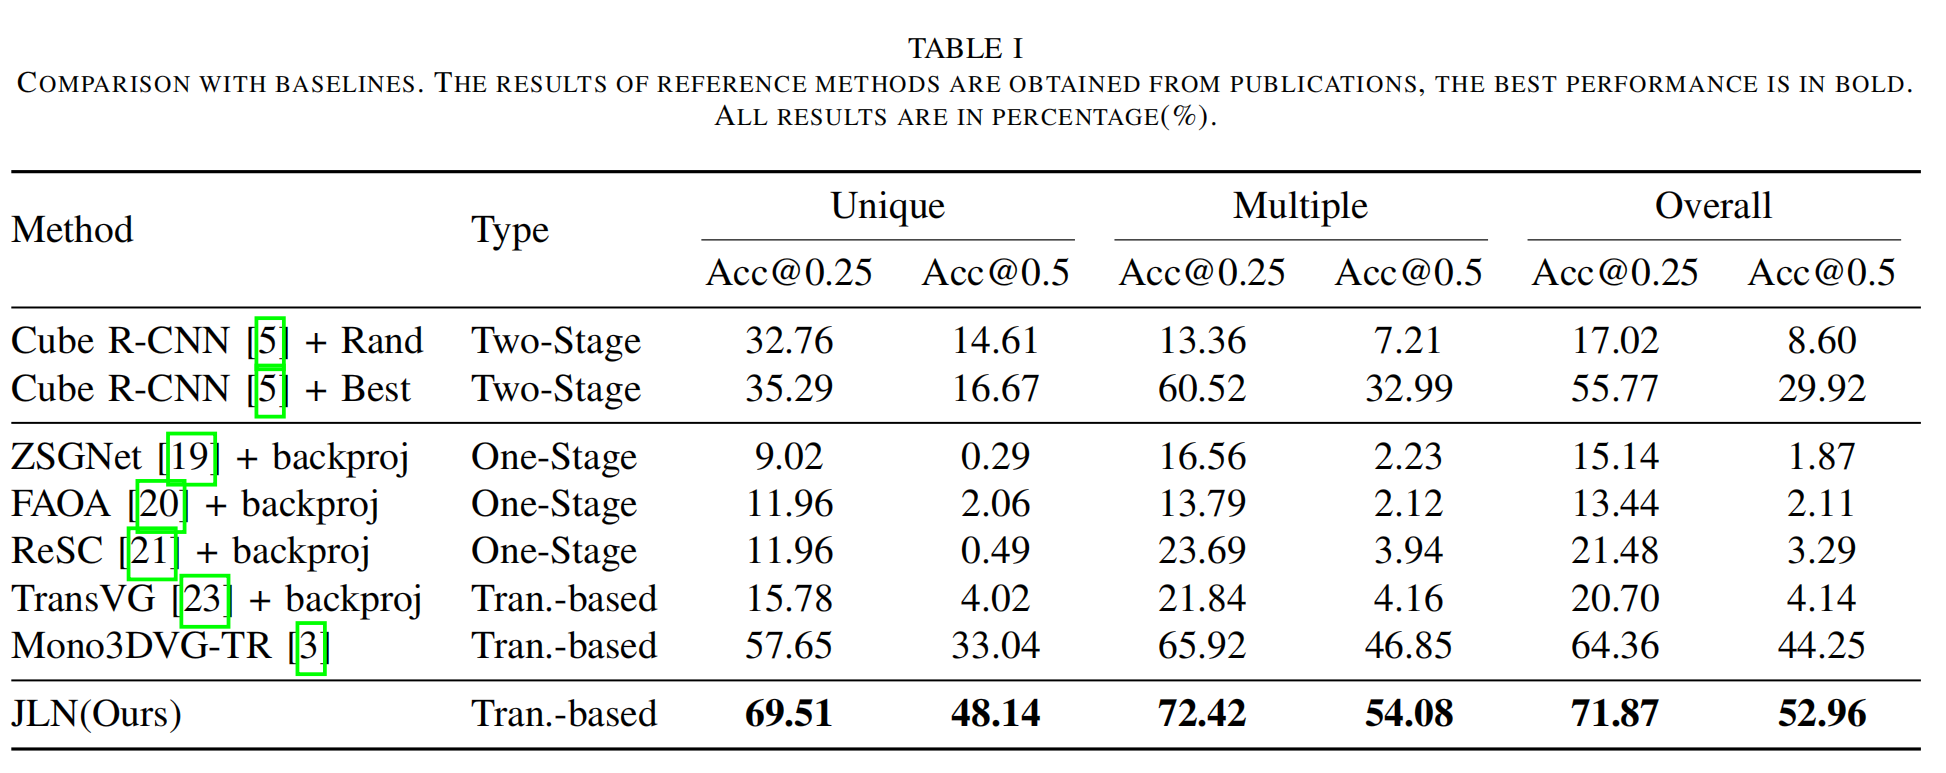 TABLE I
COMPARISON WITH BASELINES. THE RESULTS OF REFERENCE METHODS ARE OBTAINED FROM PUBLICATIONS, THE BEST PERFORMANCE IS IN BOLD.
ALL RESULTS ARE IN PERCENTAGE(%).
Method Type Unique Multiple Overall
Acc@0.25 Acc@0.5 Acc@0.25 Acc@0.5 Acc@0.25 Acc@0.5
Cube R-CNN [5] + Rand Two-Stage 32.76 14.61 13.36 7.21 17.02 8.60
Cube R-CNN [5] + Best Two-Stage 35.29 16.67 60.52 32.99 55.77 29.92
ZSGNet [19] + backproj One-Stage 9.02 0.29 16.56 2.23 15.14 1.87
FAOA [20] + backproj One-Stage 11.96 2.06 13.79 2.12 13.44 2.11
ReSC [21] + backproj One-Stage 11.96 0.49 23.69 3.94 21.48 3.29
TransVG [23] + backproj Tran.-based 15.78 4.02 21.84 4.16 20.70 4.14
Mono3DVG-TR [3] Tran.-based 57.65 33.04 65.92 46.85 64.36 44.25
JLN(Ours) Tran.-based 69.51 48.14 72.42 54.08 71.87 52.96